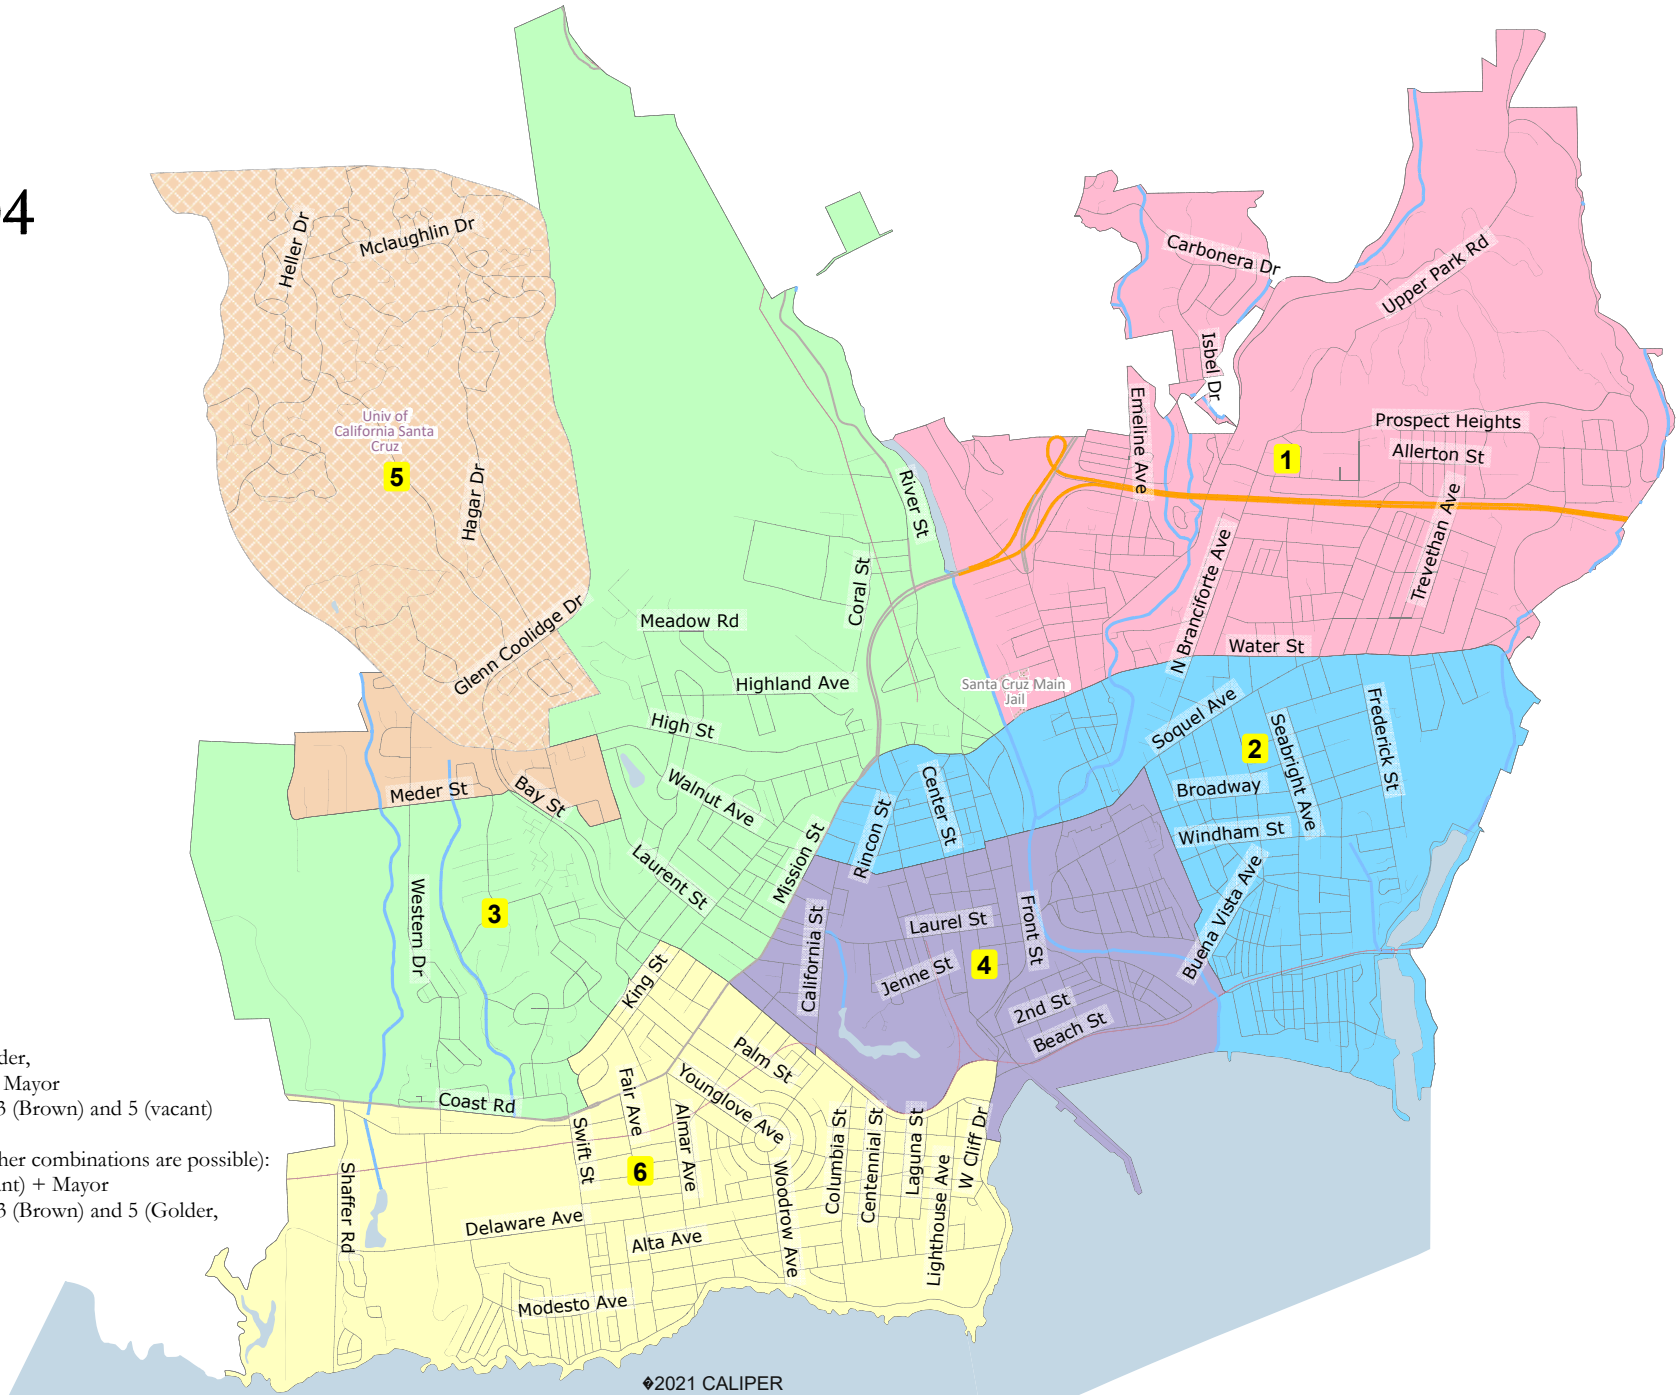 04
Heller Dr
Mclaughlin Dr
Univ of
California Santa
Cruz
5
Hagar Dr
Glenn Coolidge Dr
Carbonera Dr
Upper Park Rd
Isbel Dr
Emeline Ave
1
Prospect Heights
Allerton St
Trevethan Ave
N Branciforte Ave
Water St
River St
Coral St
Meadow Rd
Highland Ave
High St
Santa Cruz Main
Jail
Soquel Ave
2
Seabright Ave
Frederick St
Broadway
Windham St
Buena Vista Ave
Meder St
Bay St
Walnut Ave
Laurent St
Mission St
Rincon St
Center St
Western Dr
3
King St
California St
Laurel St
Front St
4
Jenne St
2nd St
Beach St
der,
Mayor
3 (Brown) and 5 (vacant)
her combinations are possible):
nt) + Mayor
3 (Brown) and 5 (Golder,
Coast Rd
Palm St
Younglove Ave
Fair Ave
Almar Ave
Swift St
6
Shaffer Rd
Delaware Ave
Alta Ave
Modesto Ave
Woodrow Ave
Columbia St
Centennial St
Laguna St
Lighthouse Ave
W Cliff Dr
�2021 CALIPER